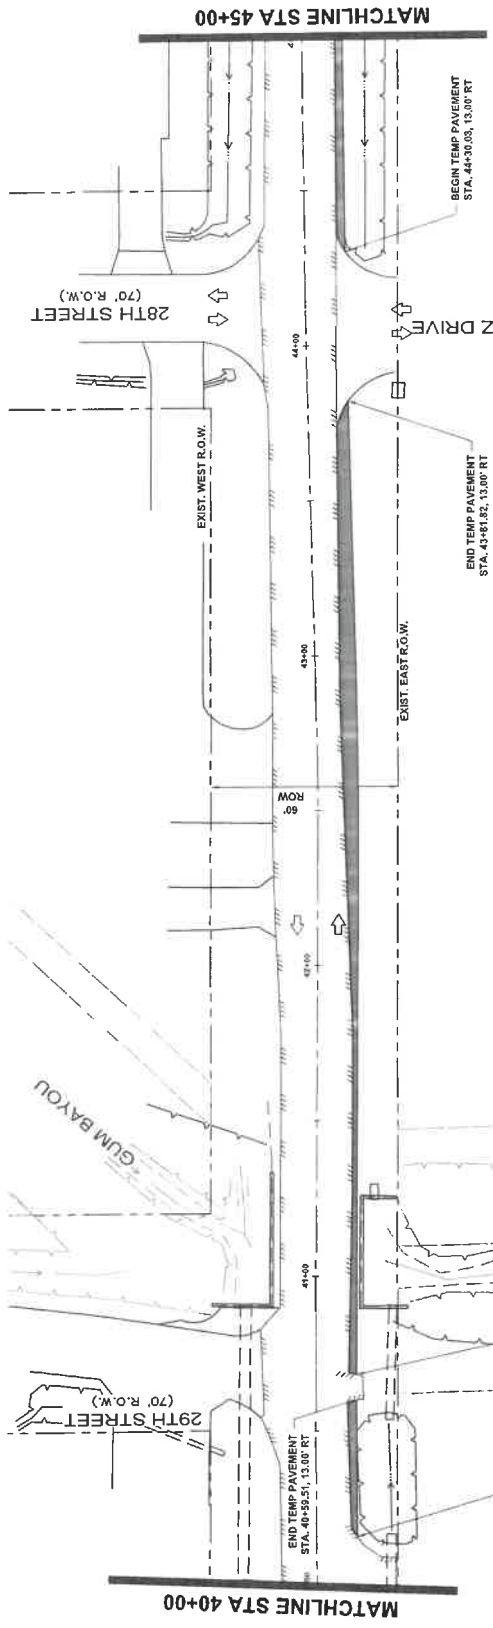 MATCHLINE STA 45+00
BEGIN TEMP PAVEMENT
STA. 44+30.03, 13.00' RT
28TH STREET
(70' R.O.W.)
44+00
Z DRIVE
EXIST. WEST R.O.W.
END TEMP PAVEMENT
STA. 43+61.82, 13.00' RT
43+00
EXIST. EAST R.O.W.
60'
ROW
42+00
GUM BAYOU
41+00
29TH STREET
(70' R.O.W.)
END TEMP PAVEMENT
STA. 40+59.51, 13.00' RT
MATCHLINE STA 40+00